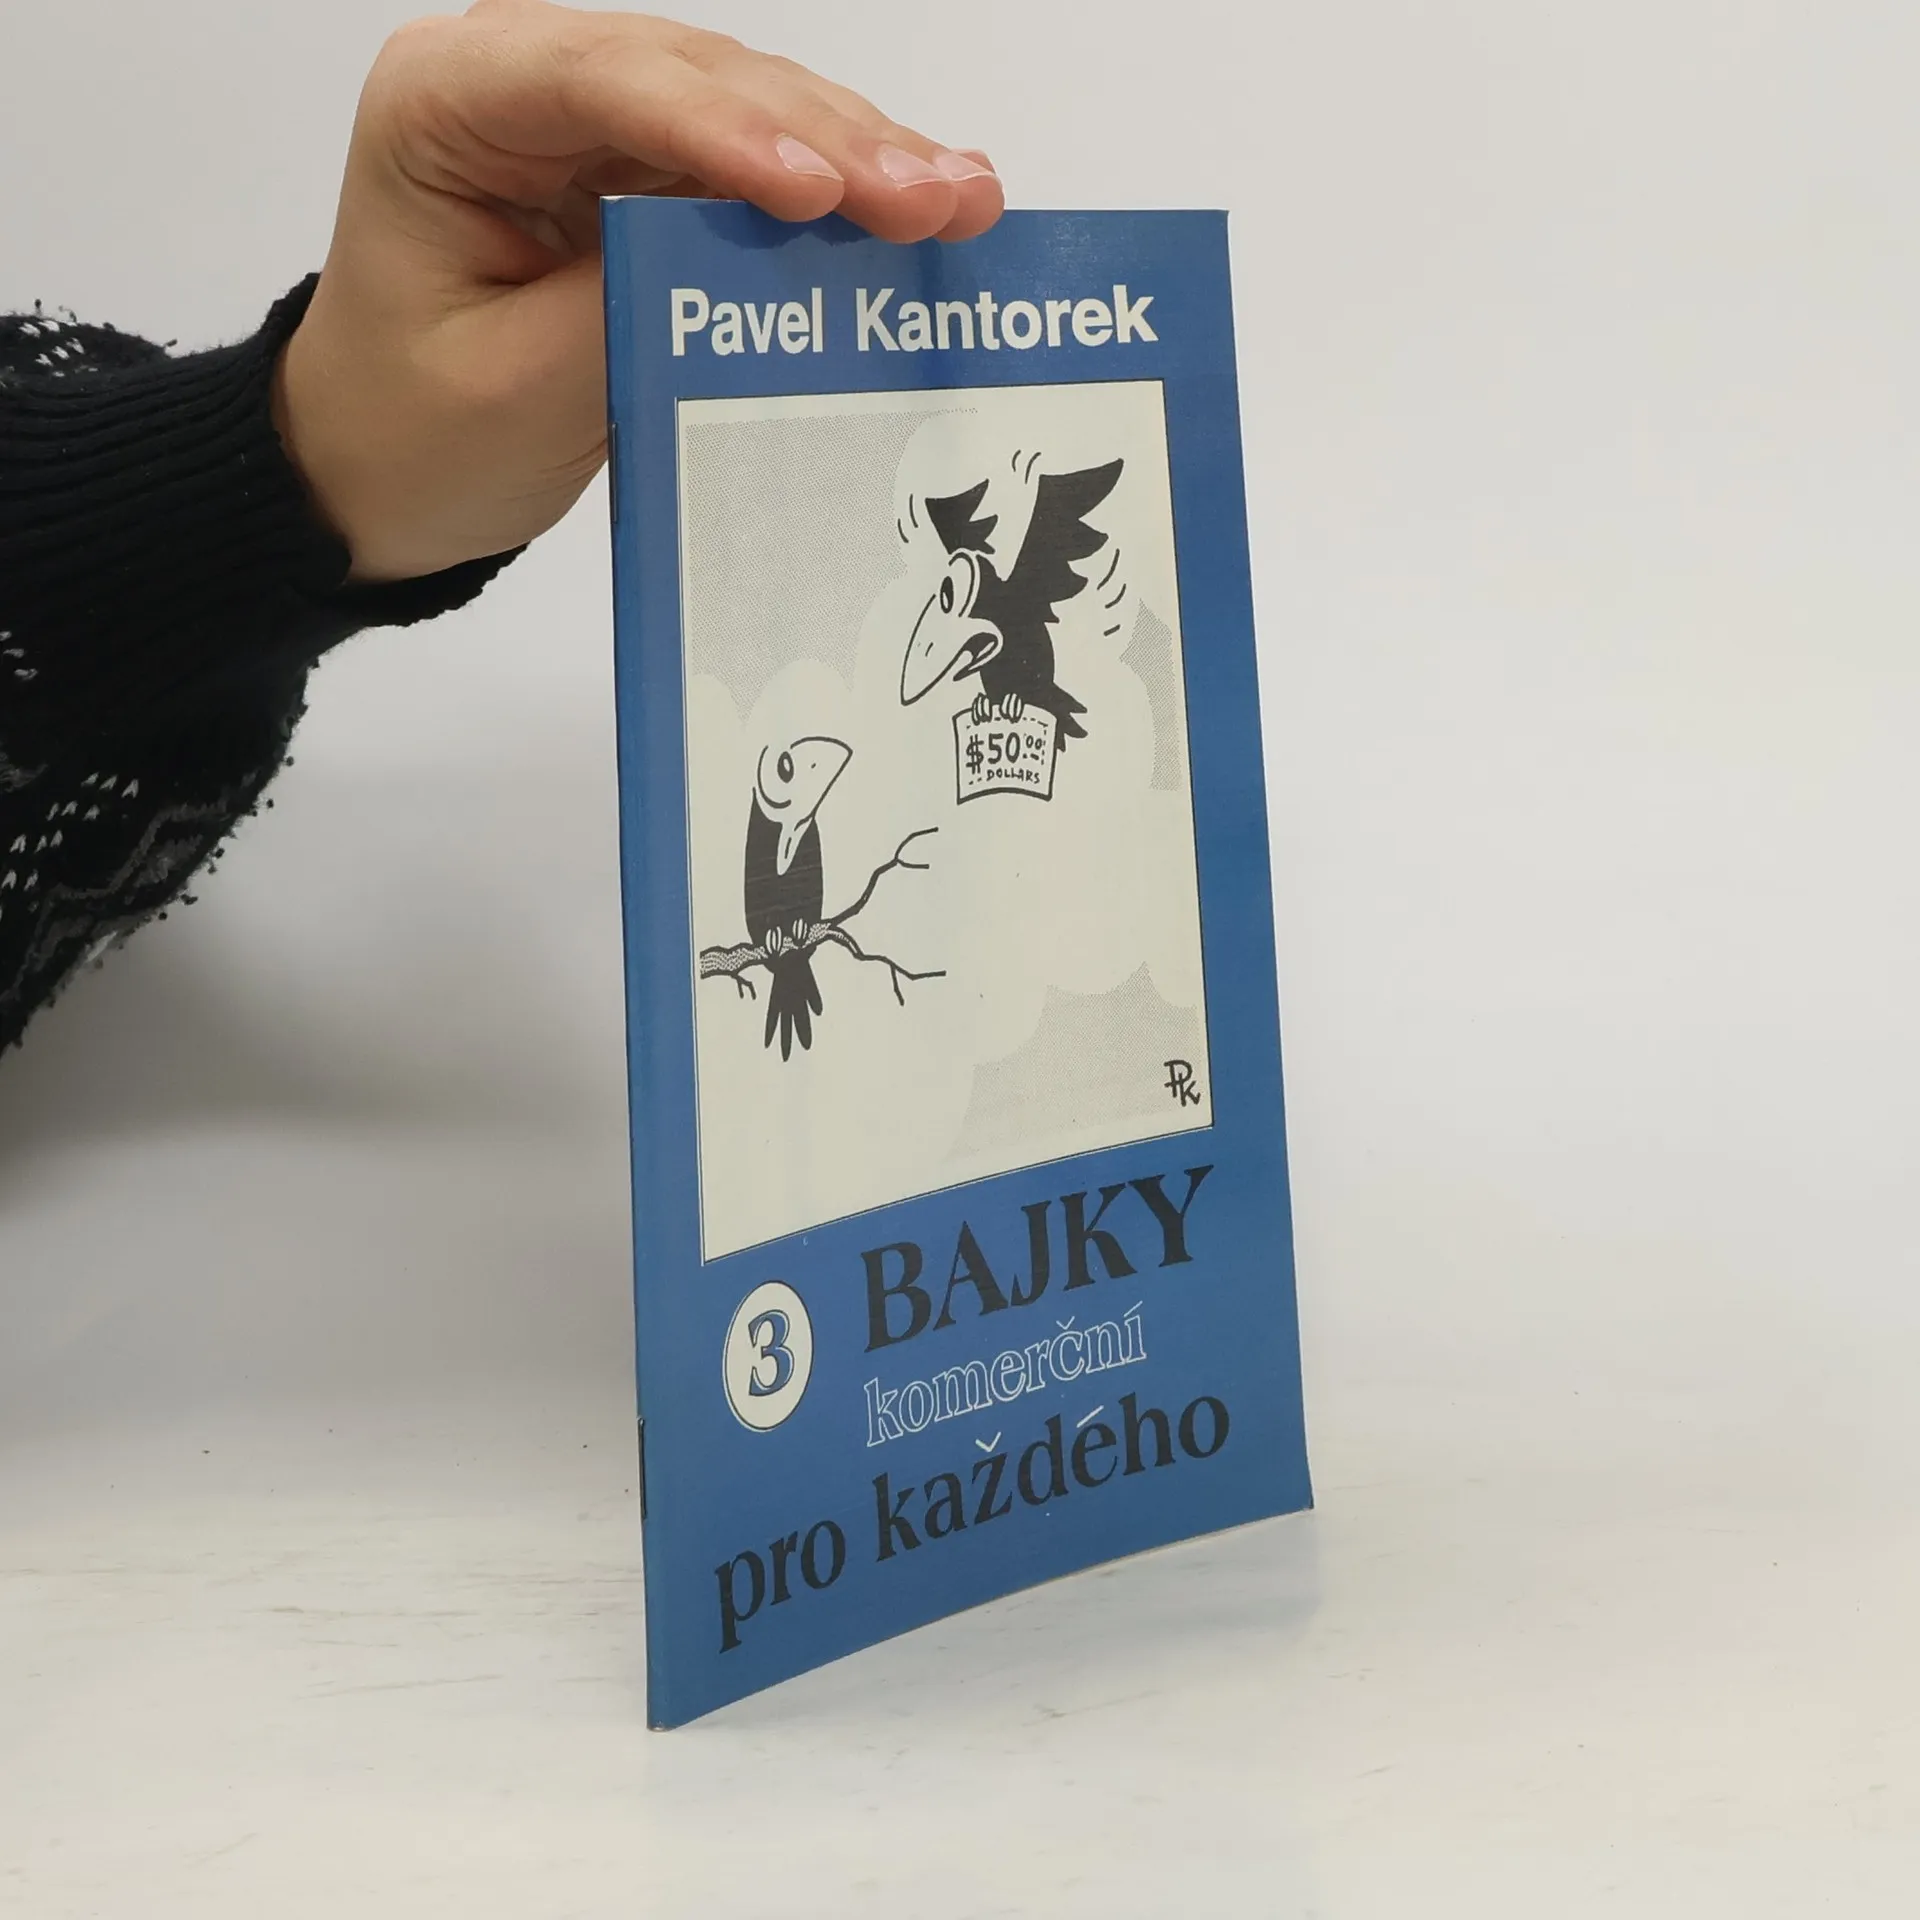 Pavel Kantorek
$50.00
DOLLARS
PK
3
BAJKY
komerční
pro každého